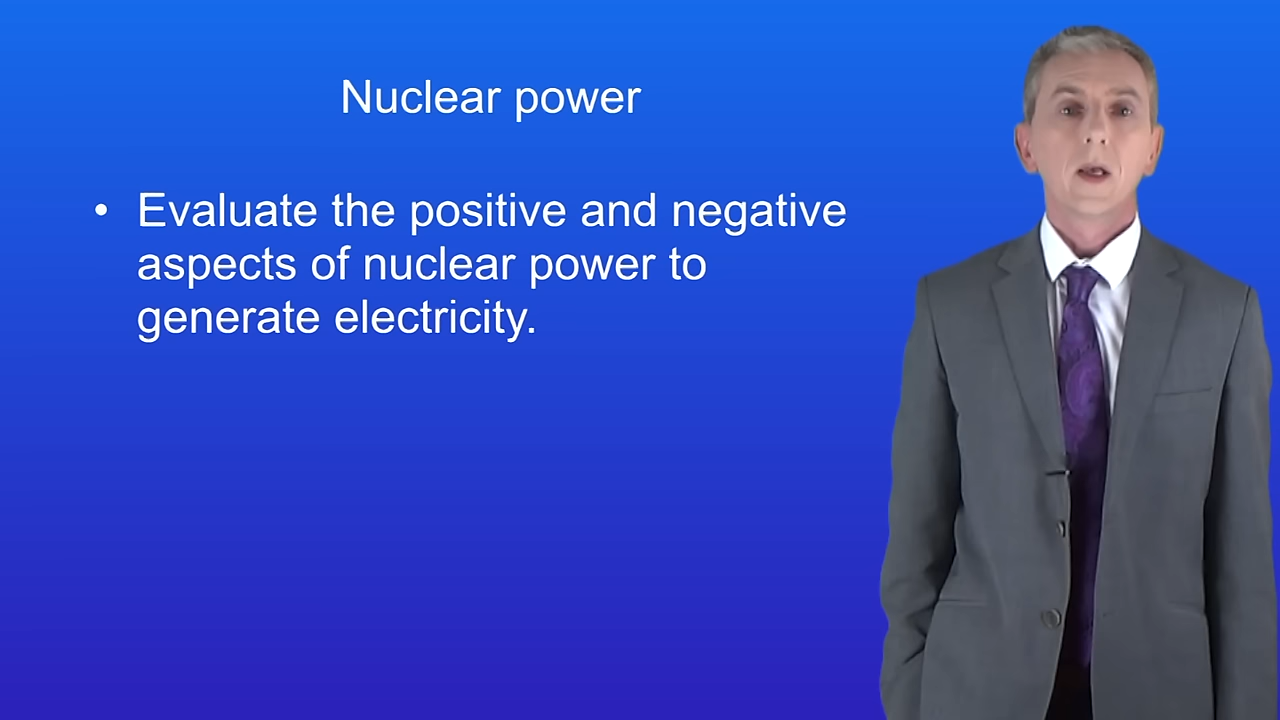 Nuclear power
• Evaluate the positive and negative
aspects of nuclear power to
generate electricity.